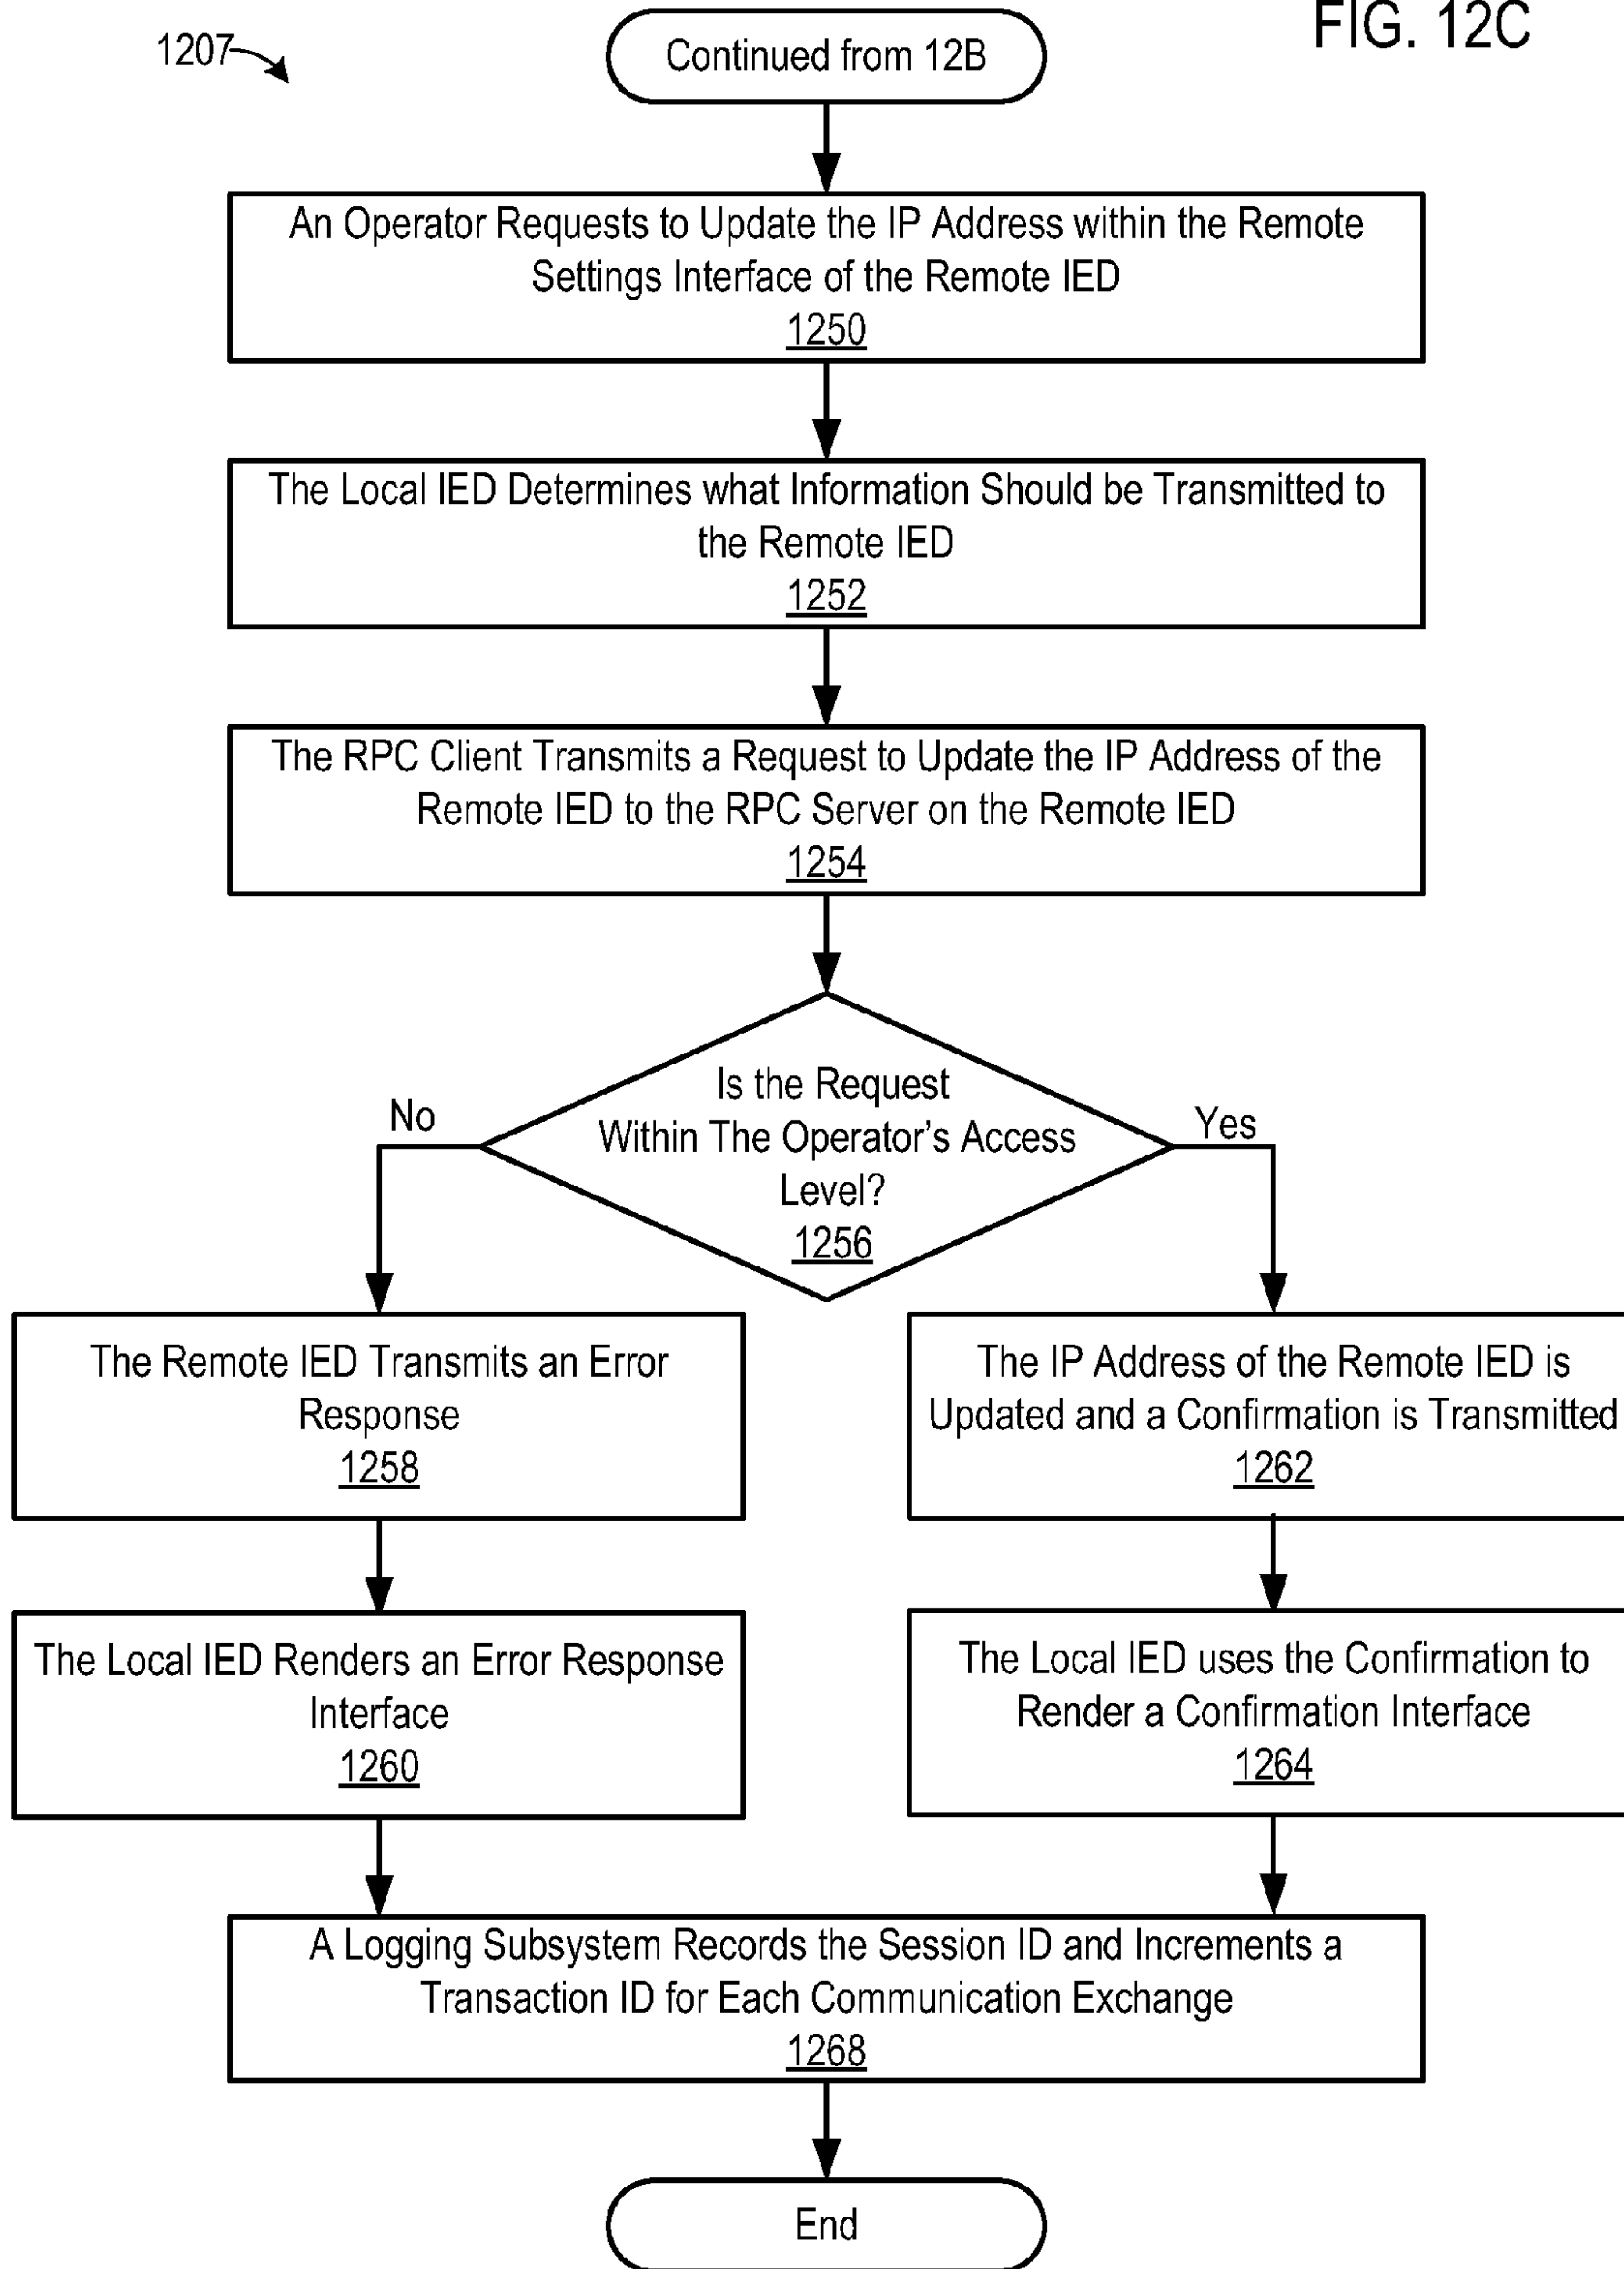 FIG. 12C
1207
Continued from 12B
An Operator Requests to Update the IP Address within the Remote
Settings Interface of the Remote IED
1250
The Local IED Determines what Information Should be Transmitted to
the Remote IED
1252
The RPC Client Transmits a Request to Update the IP Address of the
Remote IED to the RPC Server on the Remote IED
1254
Is the Request
Within The Operator's Access
Level?
1256
No
Yes
The Remote IED Transmits an Error
Response
1258
The IP Address of the Remote IED is
Updated and a Confirmation is Transmitted
1262
The Local IED Renders an Error Response
Interface
1260
The Local IED uses the Confirmation to
Render a Confirmation Interface
1264
A Logging Subsystem Records the Session ID and Increments a
Transaction ID for Each Communication Exchange
1268
End